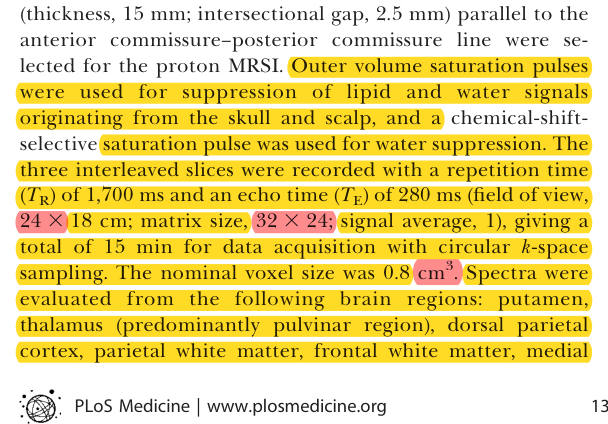 (thickness, 15 mm; intersectional gap, 2.5 mm) parallel to the
anterior commissure–posterior commissure line were se-
lected for the proton MRSI. Outer volume saturation pulses
were used for suppression of lipid and water signals
originating from the skull and scalp, and a chemical-shift-
selective saturation pulse was used for water suppression. The
three interleaved slices were recorded with a repetition time
(TR) of 1,700 ms and an echo time (TE) of 280 ms (field of view,
24 × 18 cm; matrix size, 32 × 24; signal average, 1), giving a
total of 15 min for data acquisition with circular k-space
sampling. The nominal voxel size was 0.8 cm³. Spectra were
evaluated from the following brain regions: putamen,
thalamus (predominantly pulvinar region), dorsal parietal
cortex, parietal white matter, frontal white matter, medial
PLoS Medicine | www.plosmedicine.org 13